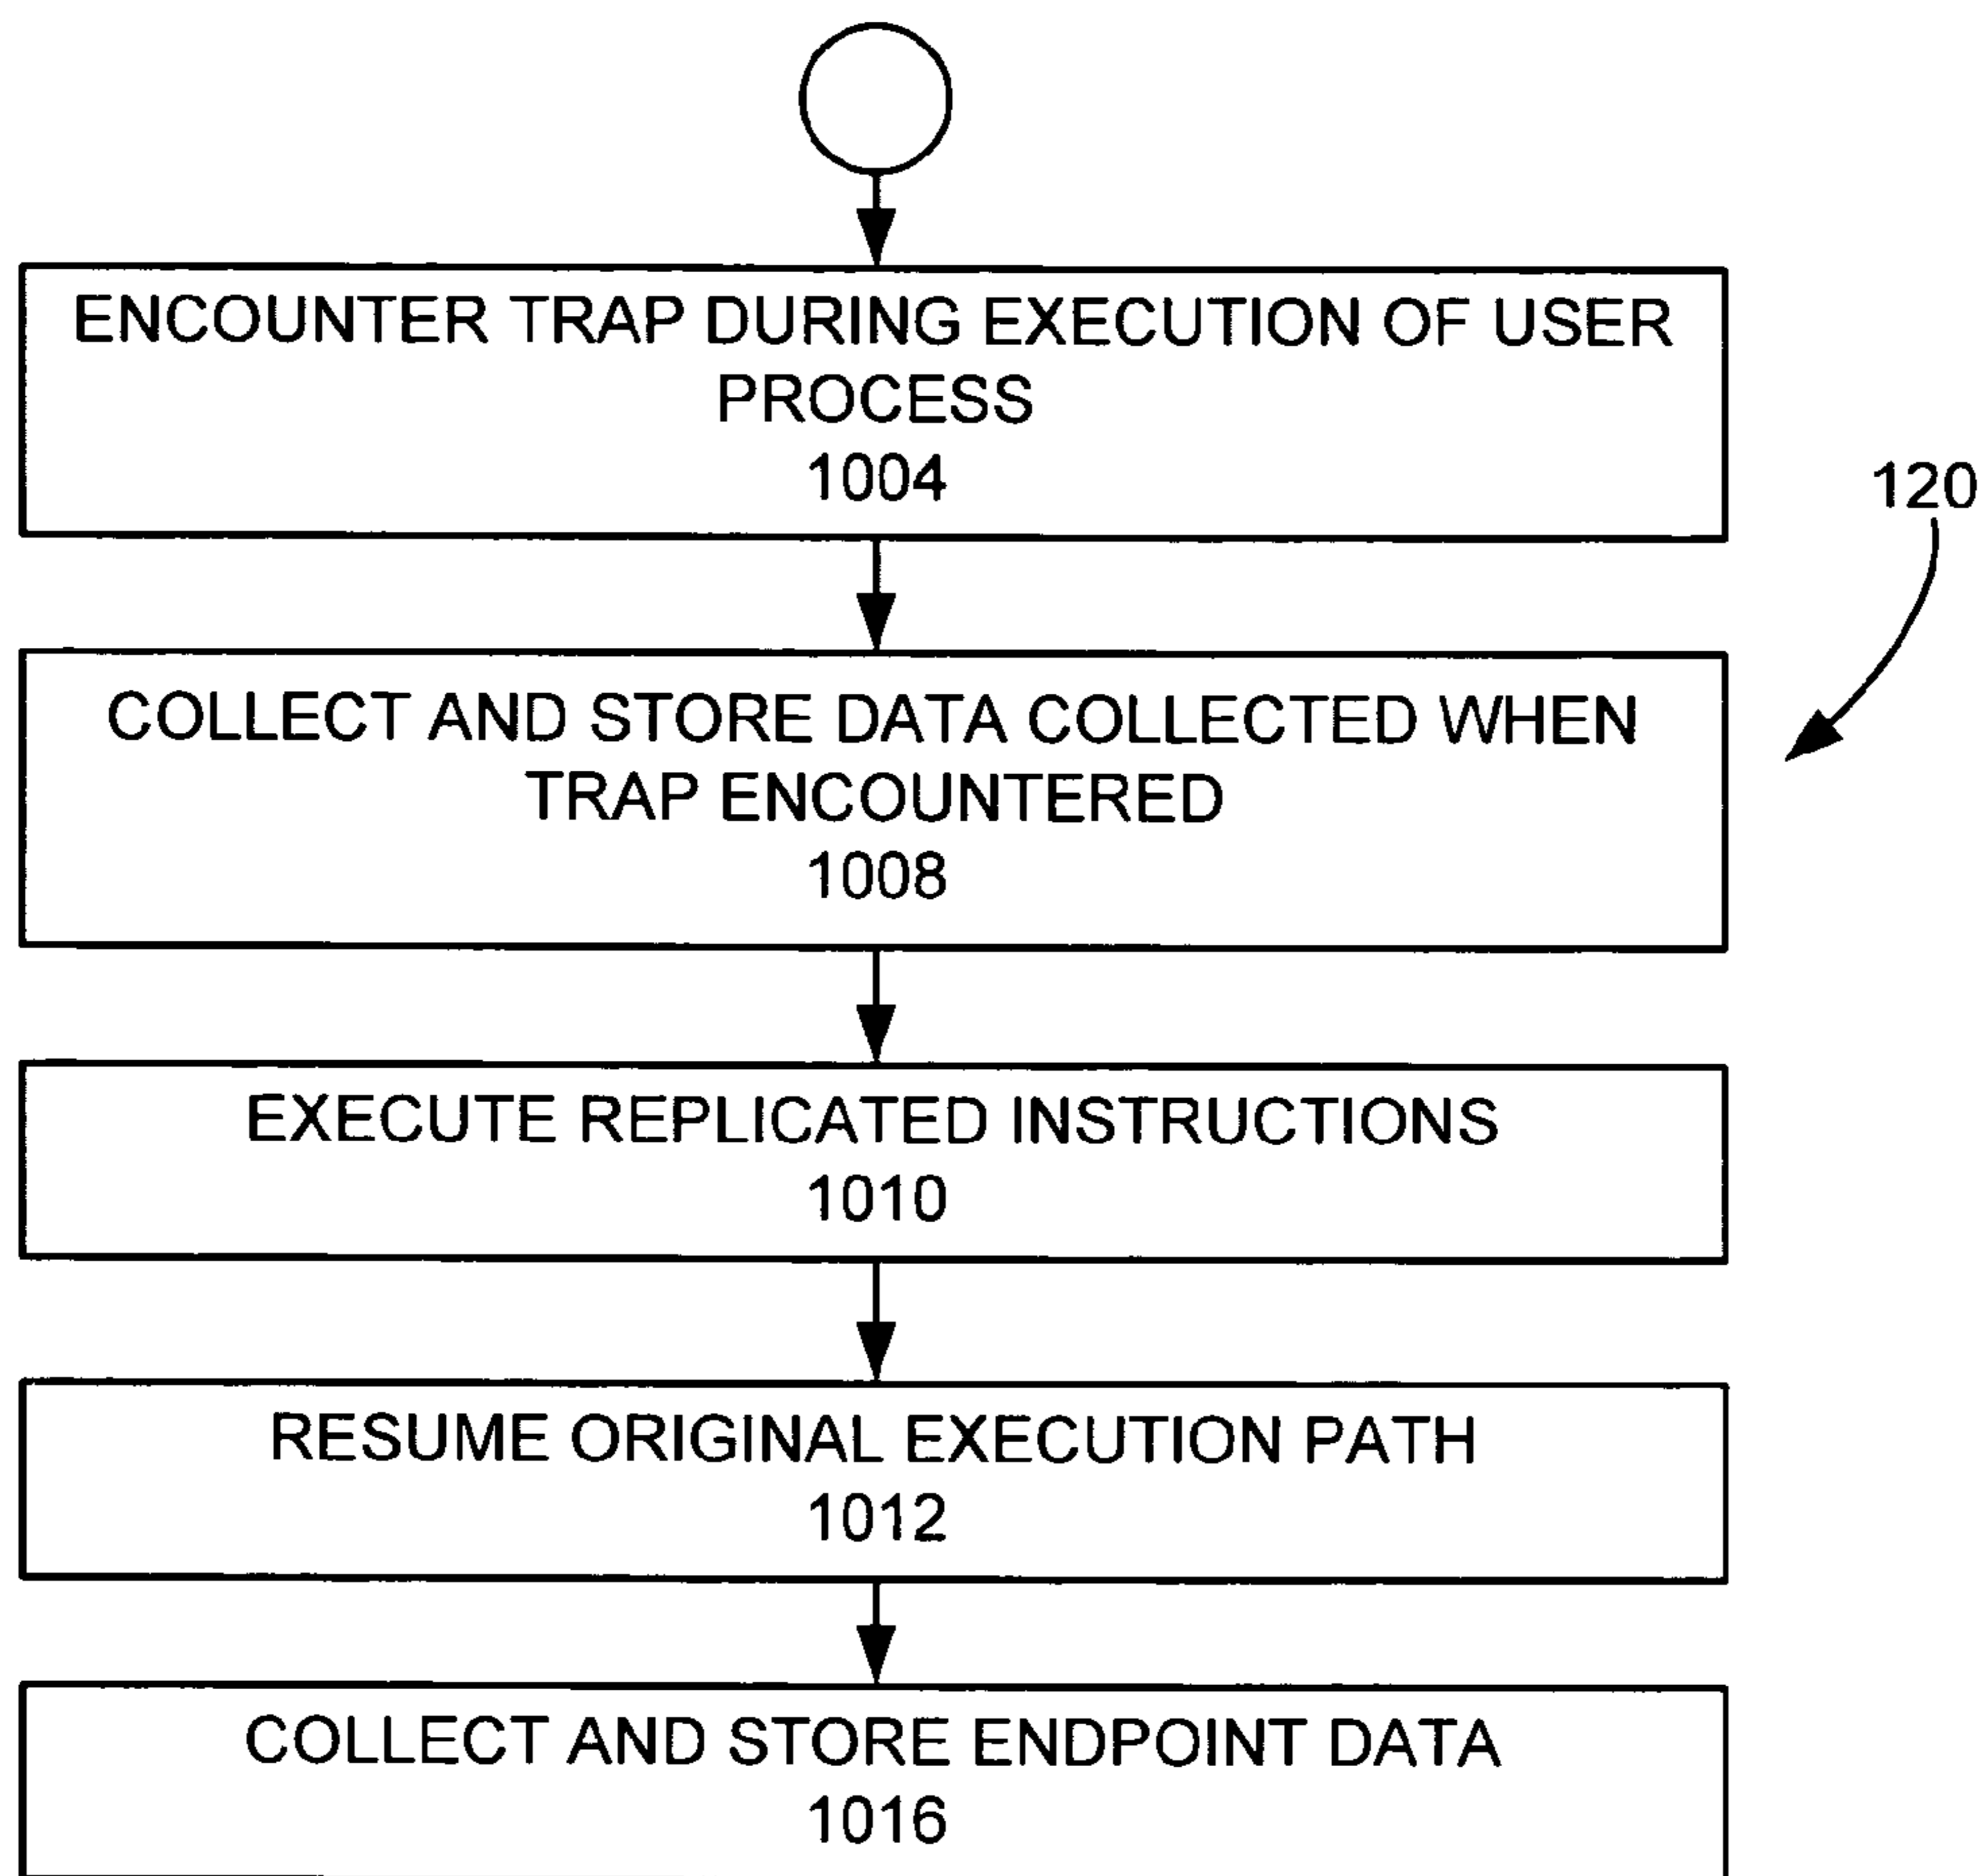 ENCOUNTER TRAP DURING EXECUTION OF USER
PROCESS
1004
120
COLLECT AND STORE DATA COLLECTED WHEN
TRAP ENCOUNTERED
1008
EXECUTE REPLICATED INSTRUCTIONS
1010
RESUME ORIGINAL EXECUTION PATH
1012
COLLECT AND STORE ENDPOINT DATA
1016